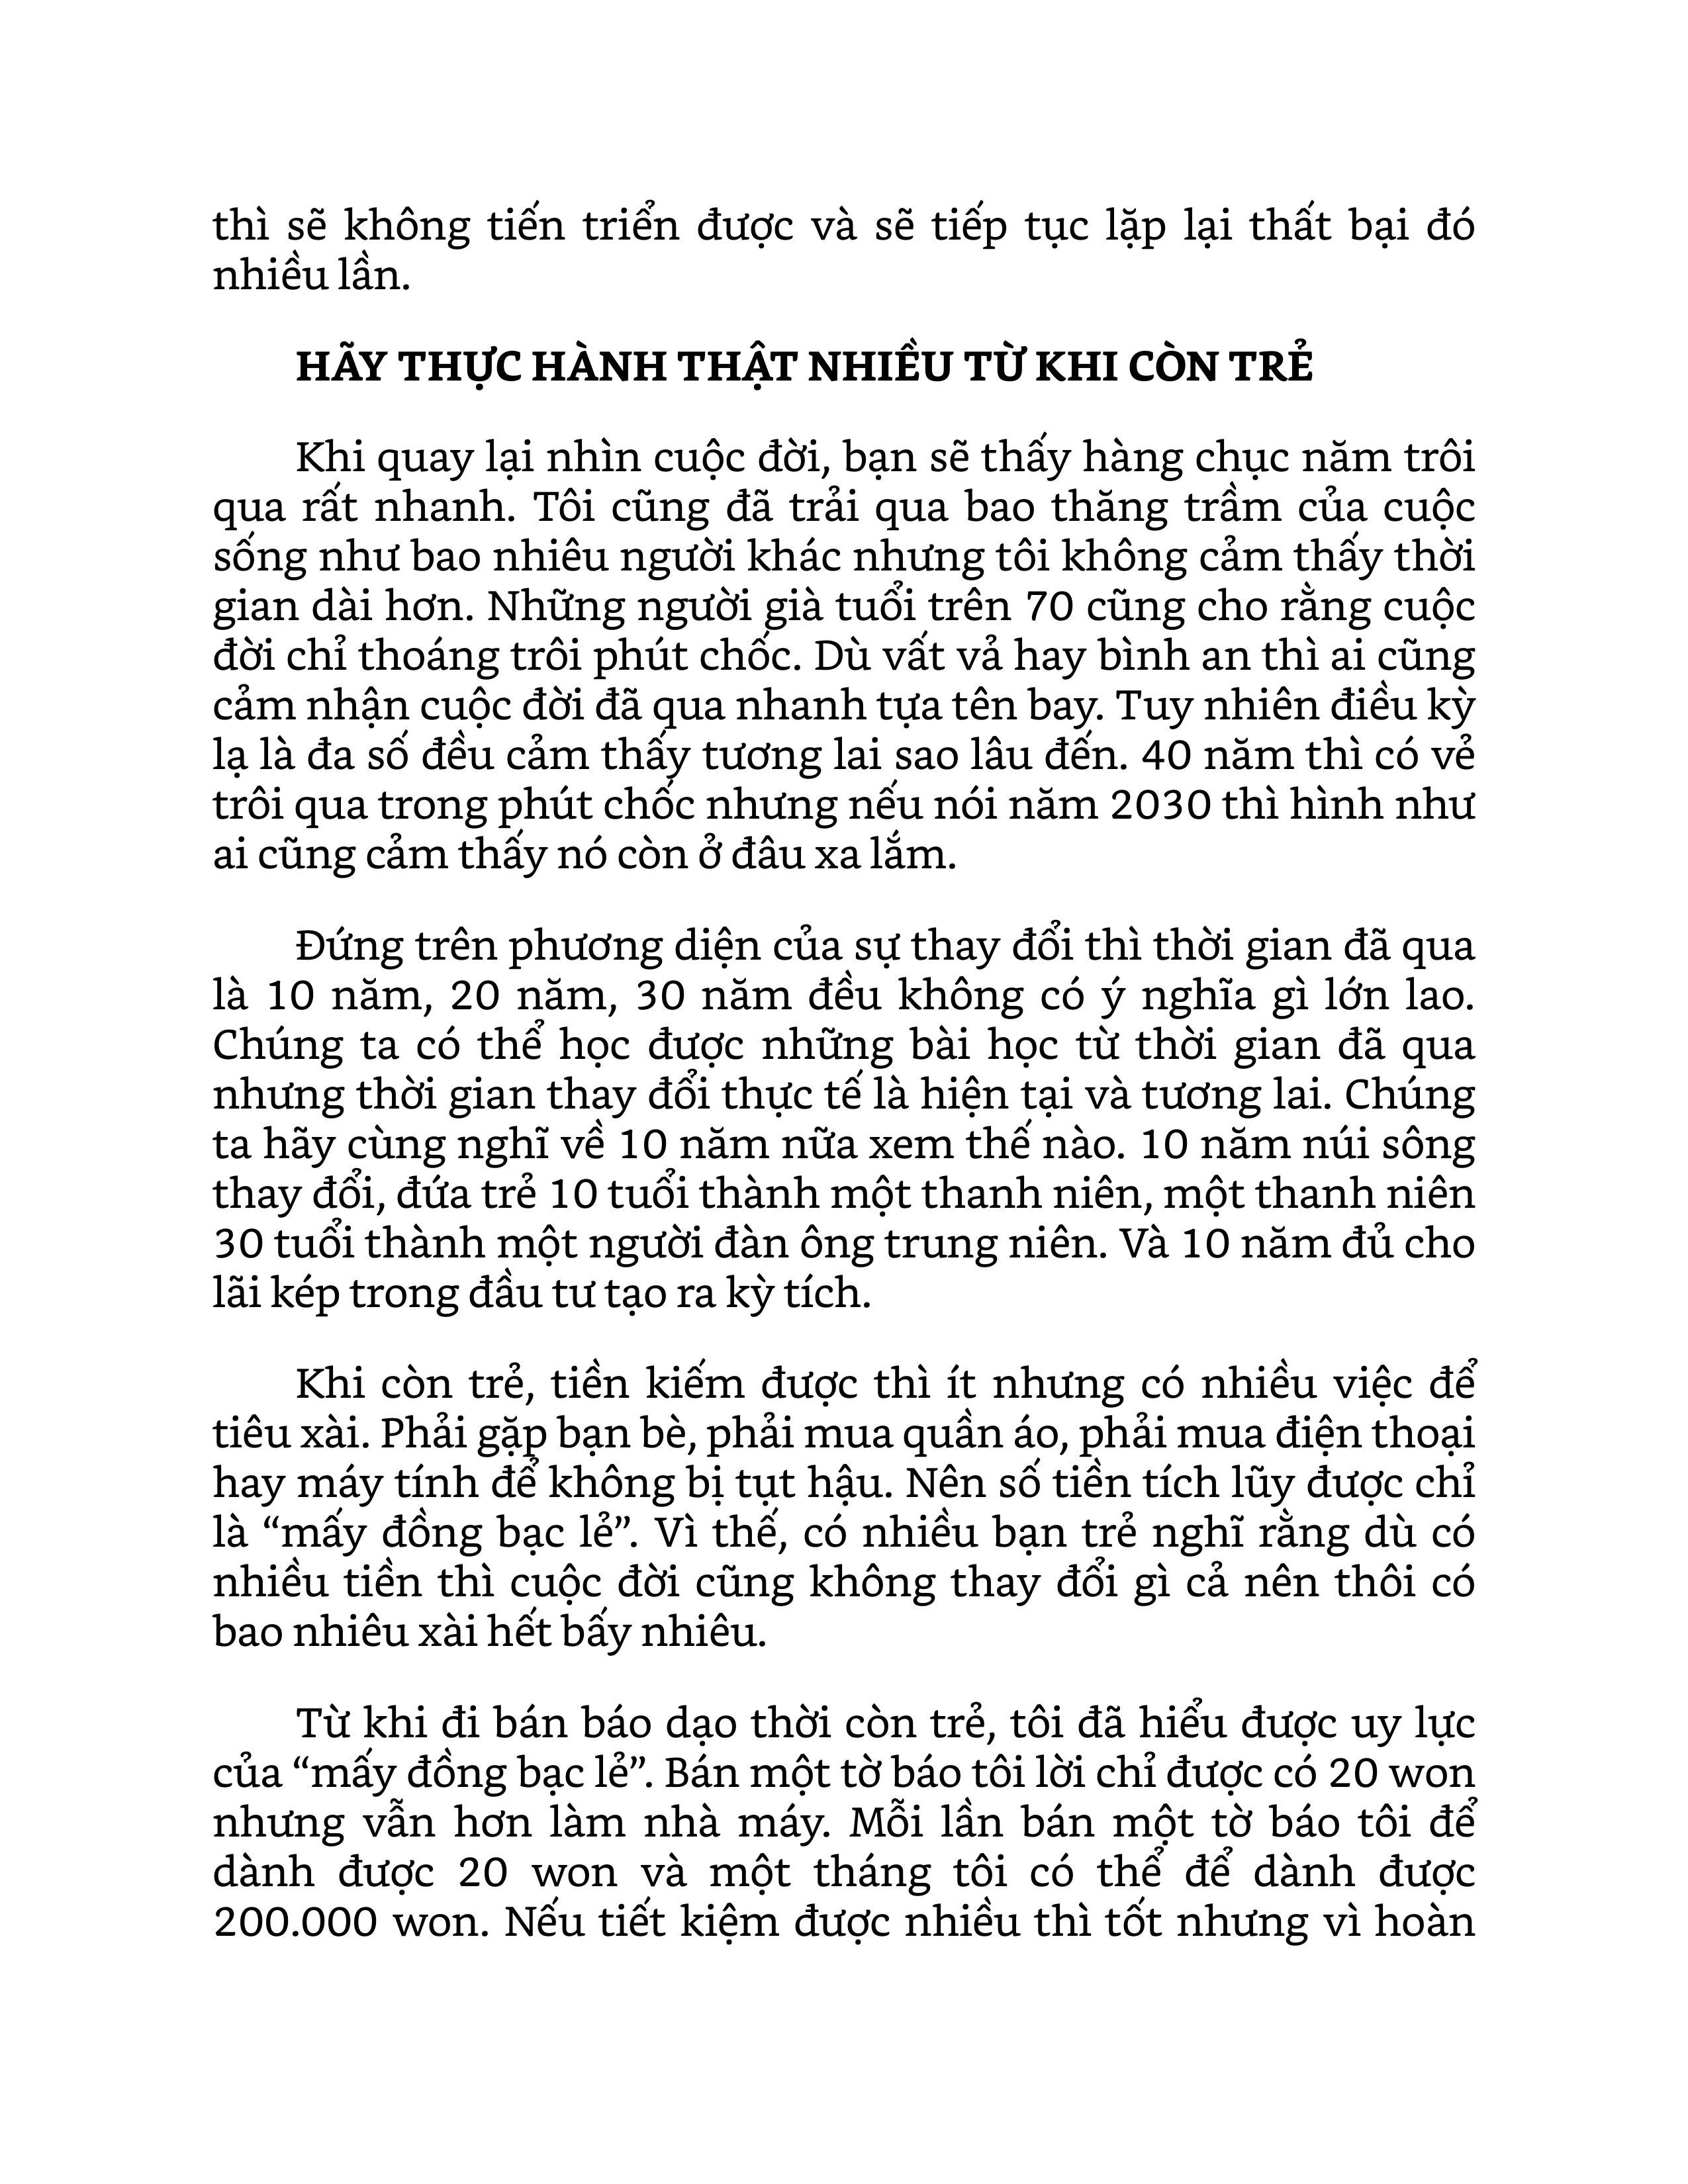 thì sẽ không tiến triển được và sẽ tiếp tục lặp lại thất bại đó
nhiều lần.
HÃY THỰC HÀNH THẬT NHIỀU TỪ KHI CÒN TRẺ
Khi quay lại nhìn cuộc đời, bạn sẽ thấy hàng chục năm trôi
qua rất nhanh. Tôi cũng đã trải qua bao thăng trầm của cuộc
sống như bao nhiêu người khác nhưng tôi không cảm thấy thời
gian dài hơn. Những người già tuổi trên 70 cũng cho rằng cuộc
đời chỉ thoáng trôi phút chốc. Dù vất vả hay bình an thì ai cũng
cảm nhận cuộc đời đã qua nhanh tựa tên bay. Tuy nhiên điều kỳ
lạ là đa số đều cảm thấy tương lai sao lâu đến. 40 năm thì có vẻ
trôi qua trong phút chốc nhưng nếu nói năm 2030 thì hình như
ai cũng cảm thấy nó còn ở đâu xa lắm.
Đứng trên phương diện của sự thay đổi thì thời gian đã qua
là 10 năm, 20 năm, 30 năm đều không có ý nghĩa gì lớn lao.
Chúng ta có thể học được những bài học từ thời gian đã qua
nhưng thời gian thay đổi thực tế là hiện tại và tương lai. Chúng
ta hãy cùng nghĩ về 10 năm nữa xem thế nào. 10 năm núi sông
thay đổi, đứa trẻ 10 tuổi thành một thanh niên, một thanh niên
30 tuổi thành một người đàn ông trung niên. Và 10 năm đủ cho
lãi kép trong đầu tư tạo ra kỳ tích.
Khi còn trẻ, tiền kiếm được thì ít nhưng có nhiều việc để
tiêu xài. Phải gặp bạn bè, phải mua quần áo, phải mua điện thoại
hay máy tính để không bị tụt hậu. Nên số tiền tích lũy được chỉ
là “mấy đồng bạc lẻ”. Vì thế, có nhiều bạn trẻ nghĩ rằng dù có
nhiều tiền thì cuộc đời cũng không thay đổi gì cả nên thôi có
bao nhiêu xài hết bấy nhiêu.
Từ khi đi bán báo dạo thời còn trẻ, tôi đã hiểu được uy lực
của “mấy đồng bạc lẻ”. Bán một tờ báo tôi lời chỉ được có 20 won
nhưng vẫn hơn làm nhà máy. Mỗi lần bán một tờ báo tôi để
dành được 20 won và một tháng tôi có thể để dành được
200.000 won. Nếu tiết kiệm được nhiều thì tốt nhưng vì hoàn